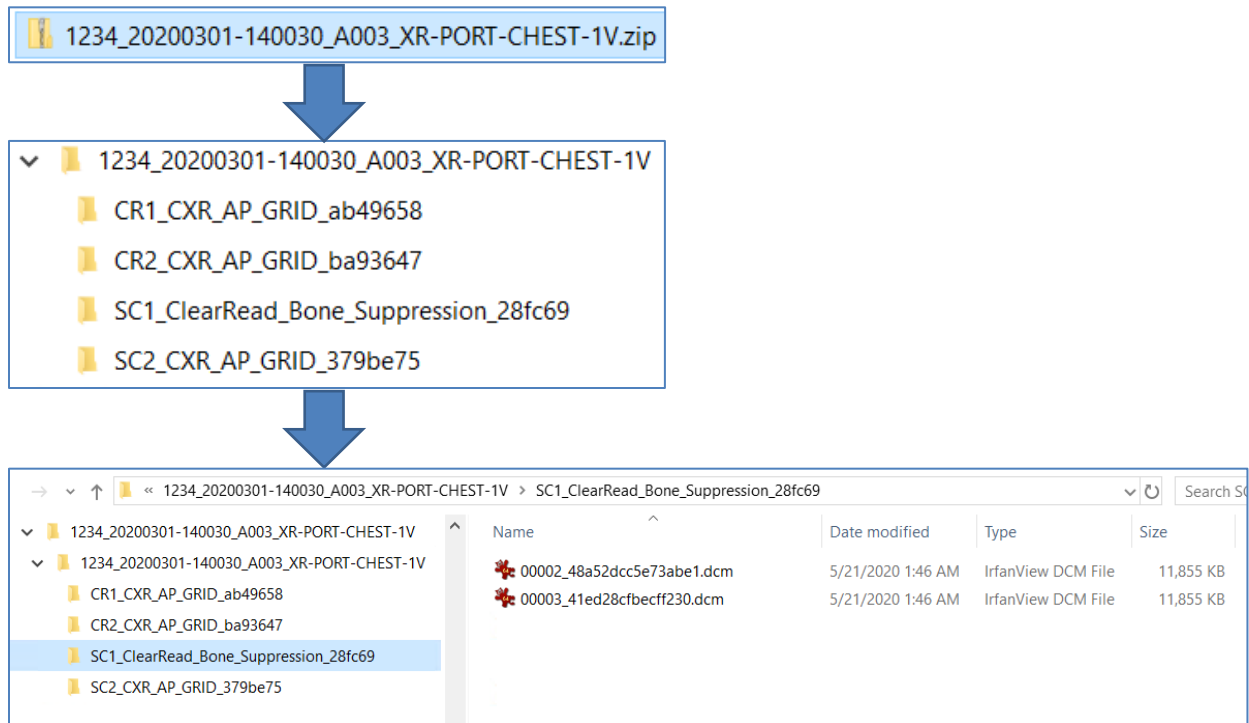 1234_20200301-140030_A003_XR-PORT-CHEST-1V.zip
1234_20200301-140030_A003_XR-PORT-CHEST-1V
CR1_CXR_AP_GRID_ab49658
CR2_CXR_AP_GRID_ba93647
SC1_ClearRead_Bone_Suppression_28fc69
SC2_CXR_AP_GRID_379be75
« 1234_20200301-140030_A003_XR-PORT-CHEST-1V > SC1_ClearRead_Bone_Suppression_28fc69
Search
1234_20200301-140030_A003_XR-PORT-CHEST-1V
1234_20200301-140030_A003_XR-PORT-CHEST-1V
CR1_CXR_AP_GRID_ab49658
CR2_CXR_AP_GRID_ba93647
SC1_ClearRead_Bone_Suppression_28fc69
SC2_CXR_AP_GRID_379be75
Name Date modified Type Size
00002_48a52dcc5e73abe1.dcm 5/21/2020 1:46 AM IrfanView DCM File 11,855 KB
00003_41ed28cfbecff230.dcm 5/21/2020 1:46 AM IrfanView DCM File 11,855 KB